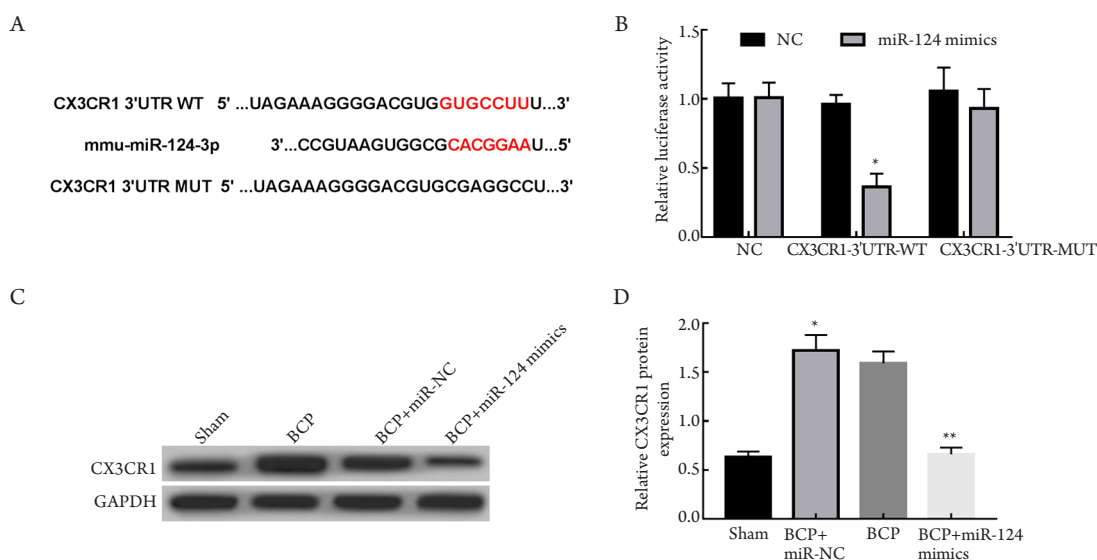 A
CX3CR1 3'UTR WT 5' ...UAGAAAGGGGACGUGGUGCCUUU...3'
mmu-miR-124-3p 3'...CCGUAAGUGGCGCACGGAAU...5'
CX3CR1 3'UTR MUT 5' ...UAGAAAGGGGACGUGCGAGGCCU...3'
B
Relative luciferase activity
1.5
1.0
0.5
0.0
NC
miR-124 mimics
*
NC
CX3CR1-3'UTR-WT
CX3CR1-3'UTR-MUT
C
Sham
BCP
BCP+miR-NC
BCP+miR-124 mimics
CX3CR1
GAPDH
D
Relative CX3CR1 protein
expression
2.0
1.5
1.0
0.5
0.0
*
**
Sham
BCP+
miR-NC
BCP
BCP+miR-124
mimics